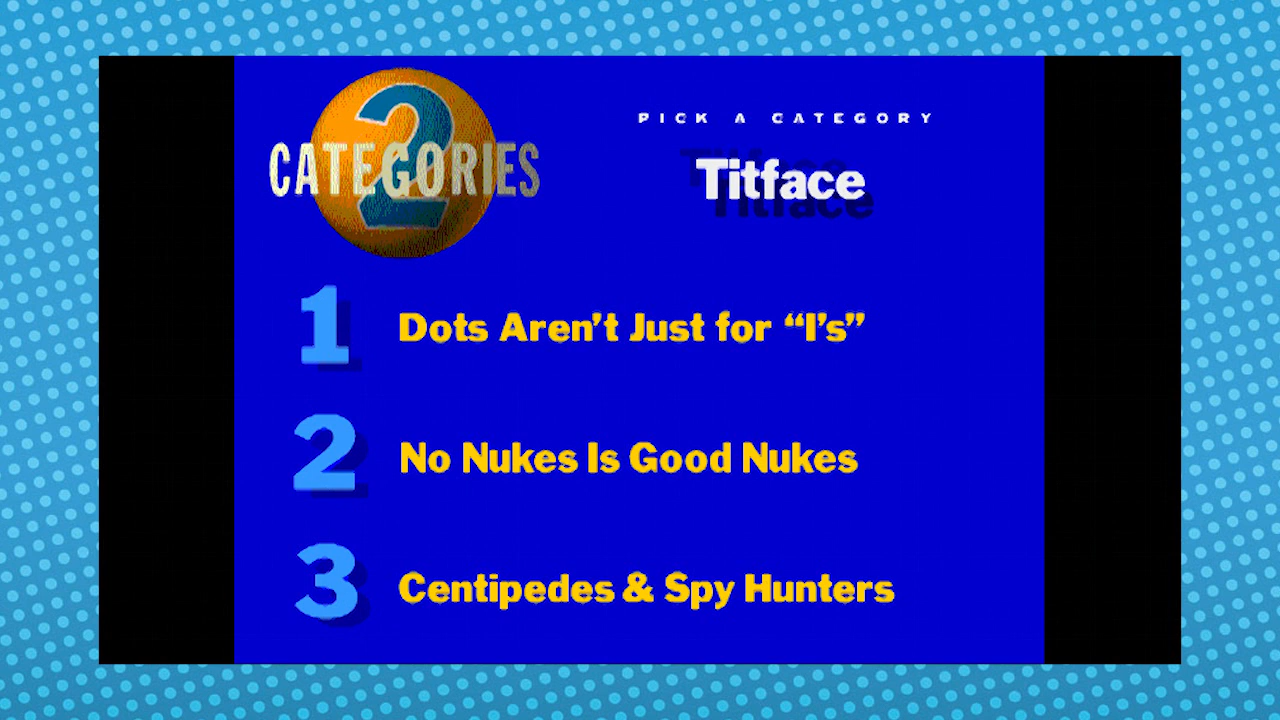 2
CATEGORIES
PICK A CATEGORY
Titface
1 Dots Aren't Just for “I's”
2 No Nukes Is Good Nukes
3 Centipedes & Spy Hunters